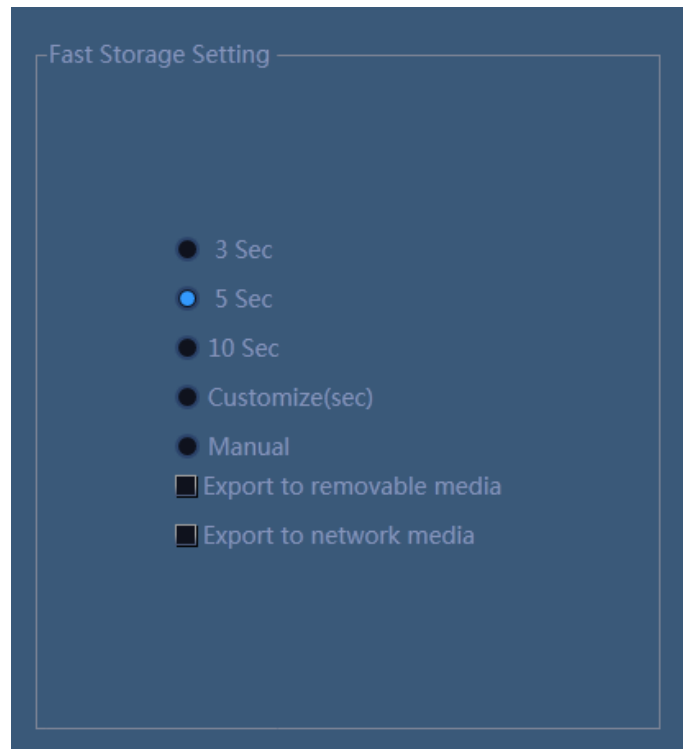 Fast Storage Setting
3 Sec
5 Sec
10 Sec
Customize(sec)
Manual
Export to removable media
Export to network media